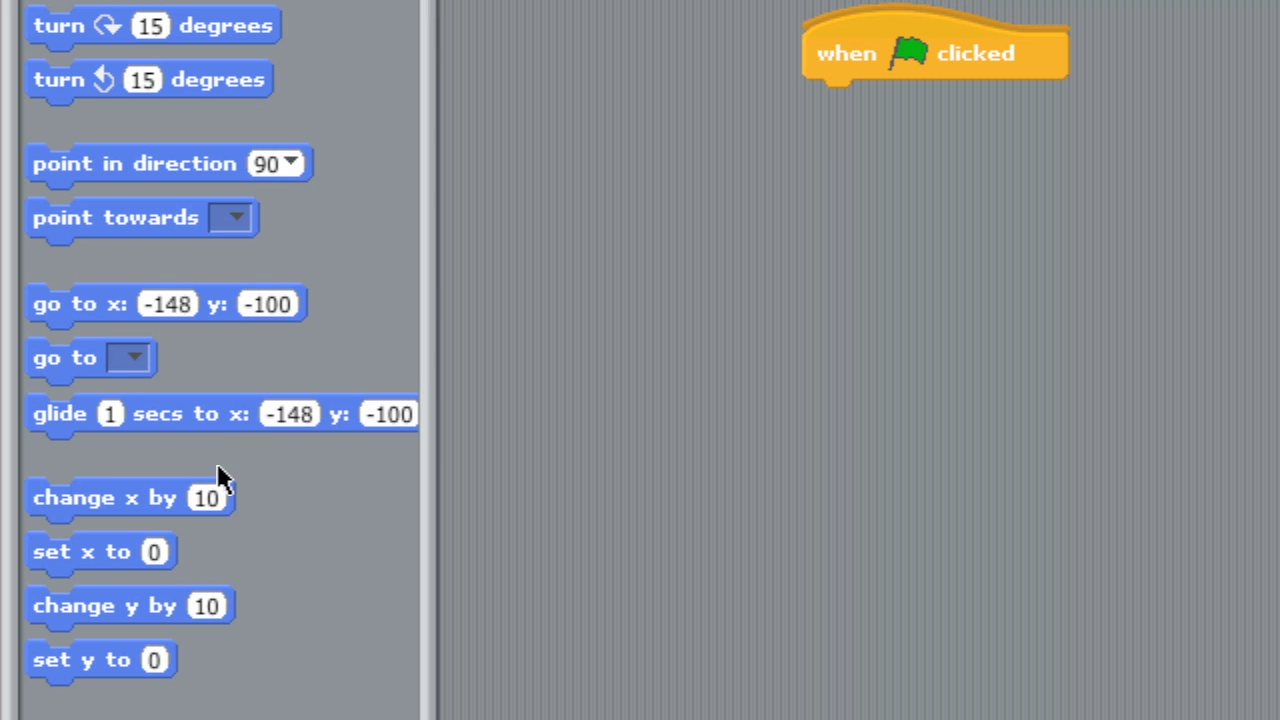 turn 15 degrees
when clicked
turn 15 degrees
point in direction 90
point towards
go to x: -148 y: -100
go to
glide 1 secs to x: -148 y: -100
change x by 10
set x to 0
change y by 10
set y to 0